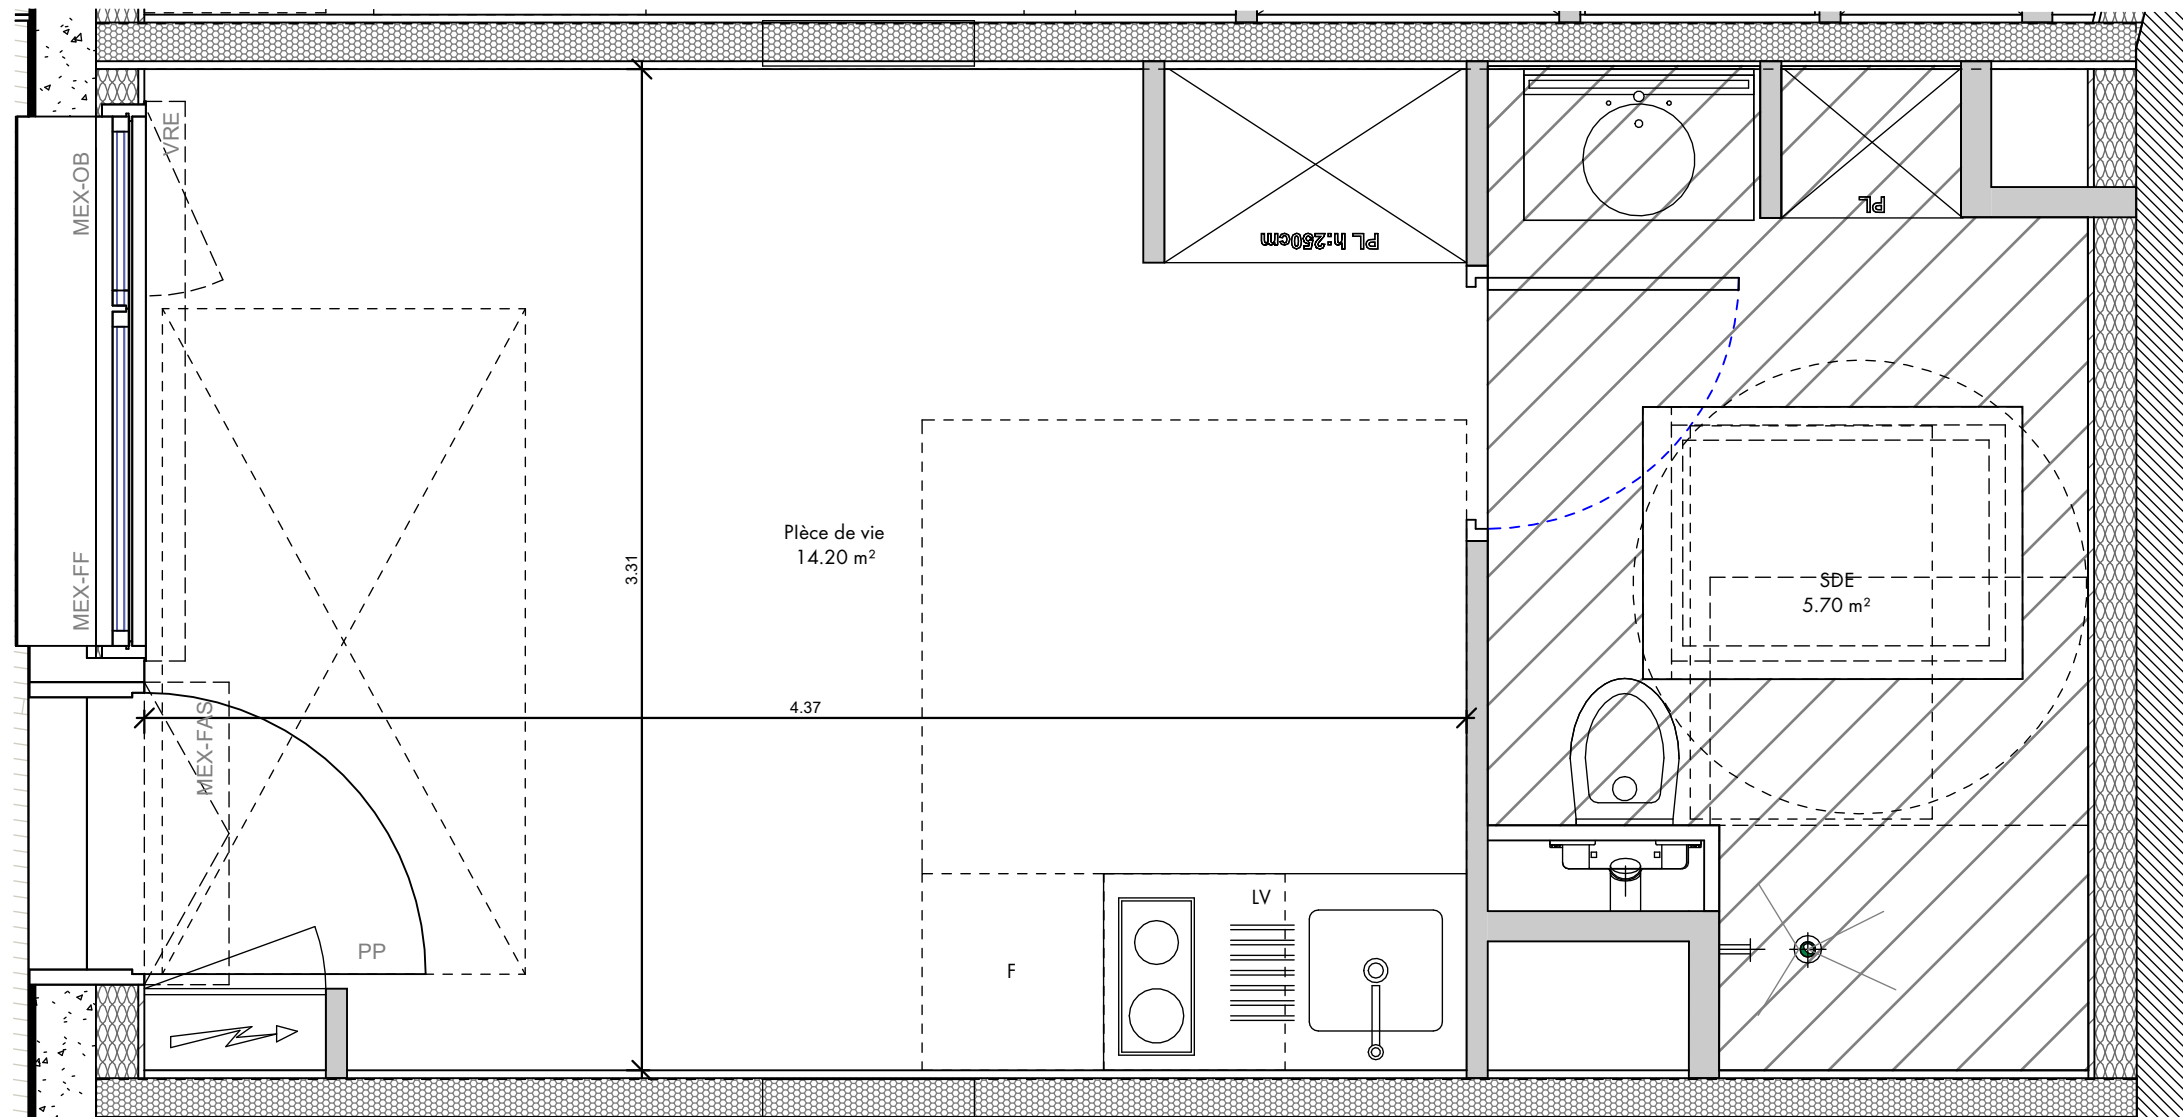 VRE
MEX-OB
PL
PL h:250cm
Plèce de vie
14.20 m²
3.31
MEX-FF
SDE
5.70 m²
4.37
MEX-FAS
LV
PP
F